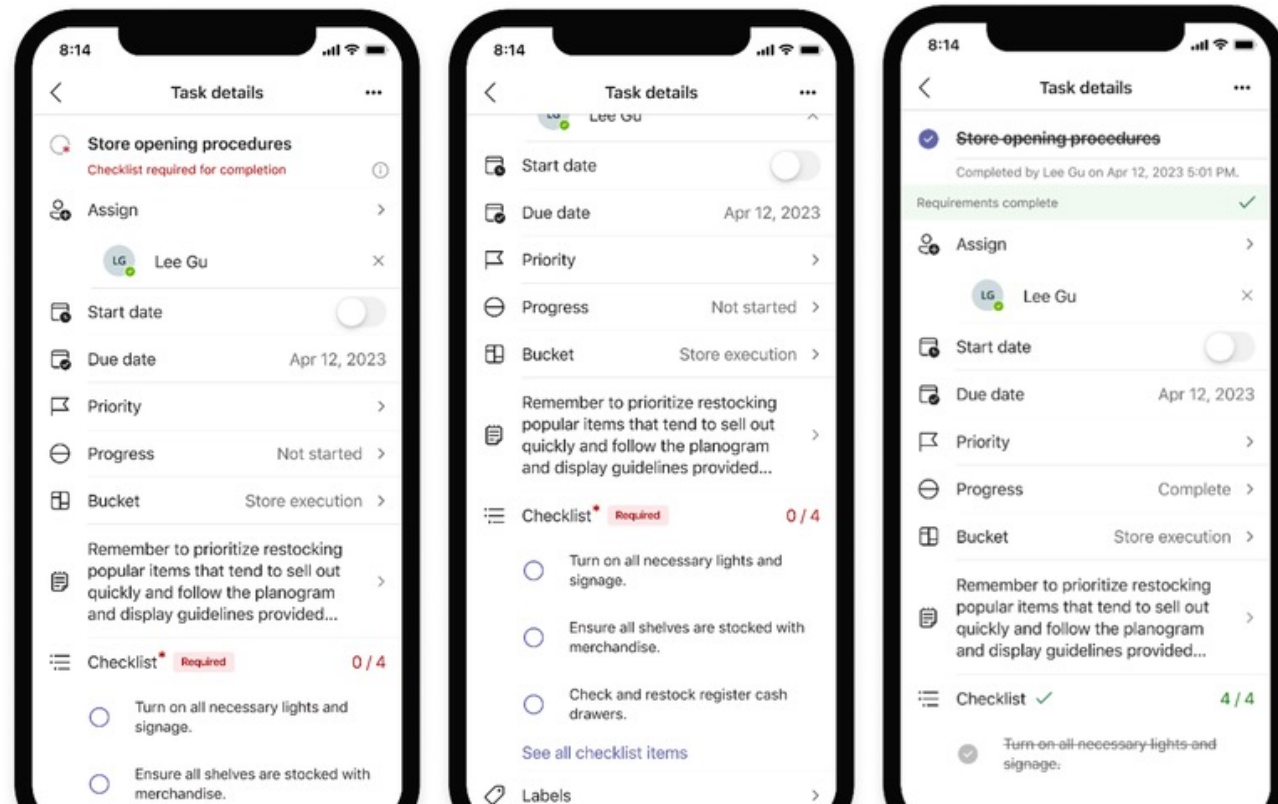 8:14
Task details
Store opening procedures
Checklist required for completion
Assign
LG
Lee Gu
Start date
Due date
Apr 12, 2023
Priority
Progress
Not started
Bucket
Store execution
Remember to prioritize restocking
popular items that tend to sell out
quickly and follow the planogram
and display guidelines provided...
Checklist*
Required
0 / 4
Turn on all necessary lights and
signage.
Ensure all shelves are stocked with
merchandise.
8:14
Task details
LG
Lee Gu
Start date
Due date
Apr 12, 2023
Priority
Progress
Not started
Bucket
Store execution
Remember to prioritize restocking
popular items that tend to sell out
quickly and follow the planogram
and display guidelines provided...
Checklist*
Required
0 / 4
Turn on all necessary lights and
signage.
Ensure all shelves are stocked with
merchandise.
Check and restock register cash
drawers.
See all checklist items
Labels
8:14
Task details
Store opening procedures
Completed by Lee Gu on Apr 12, 2023 5:01 PM.
Requirements complete
Assign
LG
Lee Gu
Start date
Due date
Apr 12, 2023
Priority
Progress
Complete
Bucket
Store execution
Remember to prioritize restocking
popular items that tend to sell out
quickly and follow the planogram
and display guidelines provided...
Checklist
4 / 4
Turn on all necessary lights and
signage.